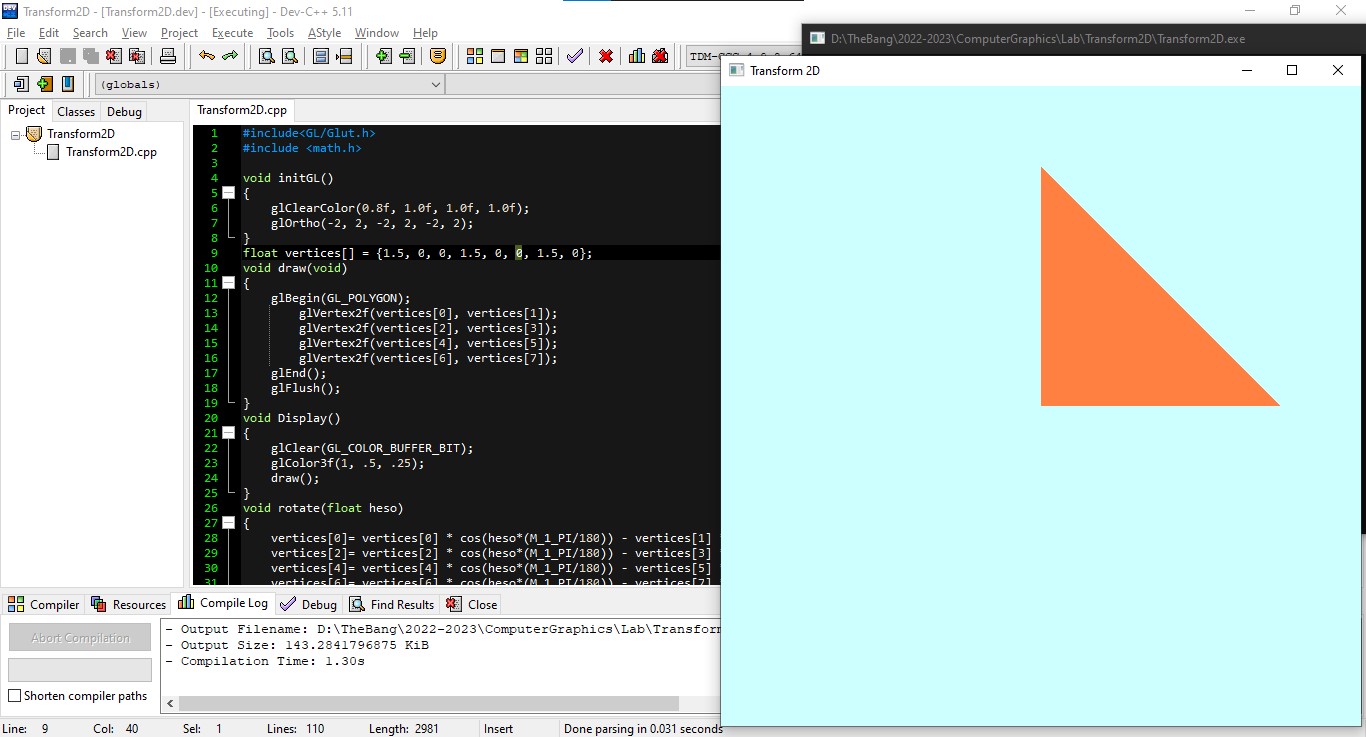 Transform2D - [Transform2D.dev] - [Executing] - Dev-C++ 5.11
File Edit Search View Project Execute Tools AStyle Window Help
(globals)
Project Classes Debug
Transform2D
Transform2D.cpp
Transform2D.cpp
1 #include<GL/Glut.h>
2 #include <math.h>
3
4 void initGL()
5 {
6 glClearColor(0.8f, 1.0f, 1.0f, 1.0f);
7 glOrtho(-2, 2, -2, 2, -2, 2);
8 }
9 float vertices[] = {1.5, 0, 0, 1.5, 0, 0, 1.5, 0};
10 void draw(void)
11 {
12 glBegin(GL_POLYGON);
13 glVertex2f(vertices[0], vertices[1]);
14 glVertex2f(vertices[2], vertices[3]);
15 glVertex2f(vertices[4], vertices[5]);
16 glVertex2f(vertices[6], vertices[7]);
17 glEnd();
18 glFlush();
19 }
20 void Display()
21 {
22 glClear(GL_COLOR_BUFFER_BIT);
23 glColor3f(1, .5, .25);
24 draw();
25 }
26 void rotate(float heso)
27 {
28 vertices[0]= vertices[0] * cos(heso*(M_1_PI/180)) - vertices[1]
29 vertices[2]= vertices[2] * cos(heso*(M_1_PI/180)) - vertices[3]
30 vertices[4]= vertices[4] * cos(heso*(M_1_PI/180)) - vertices[5]
31 vertices[6]= vertices[6] * cos(heso*(M_1_PI/180)) - vertices[7]
D:\TheBang\2022-2023\ComputerGraphics\Lab\Transform2D\Transform2D.exe
Transform 2D
Compiler Resources Compile Log Debug Find Results Close
Abort Compilation
Shorten compiler paths
- Output Filename: D:\TheBang\2022-2023\ComputerGraphics\Lab\Transfor
- Output Size: 143.2841796875 KiB
- Compilation Time: 1.30s
Line: 9 Col: 40 Sel: 1 Lines: 110 Length: 2981 Insert Done parsing in 0.031 seconds